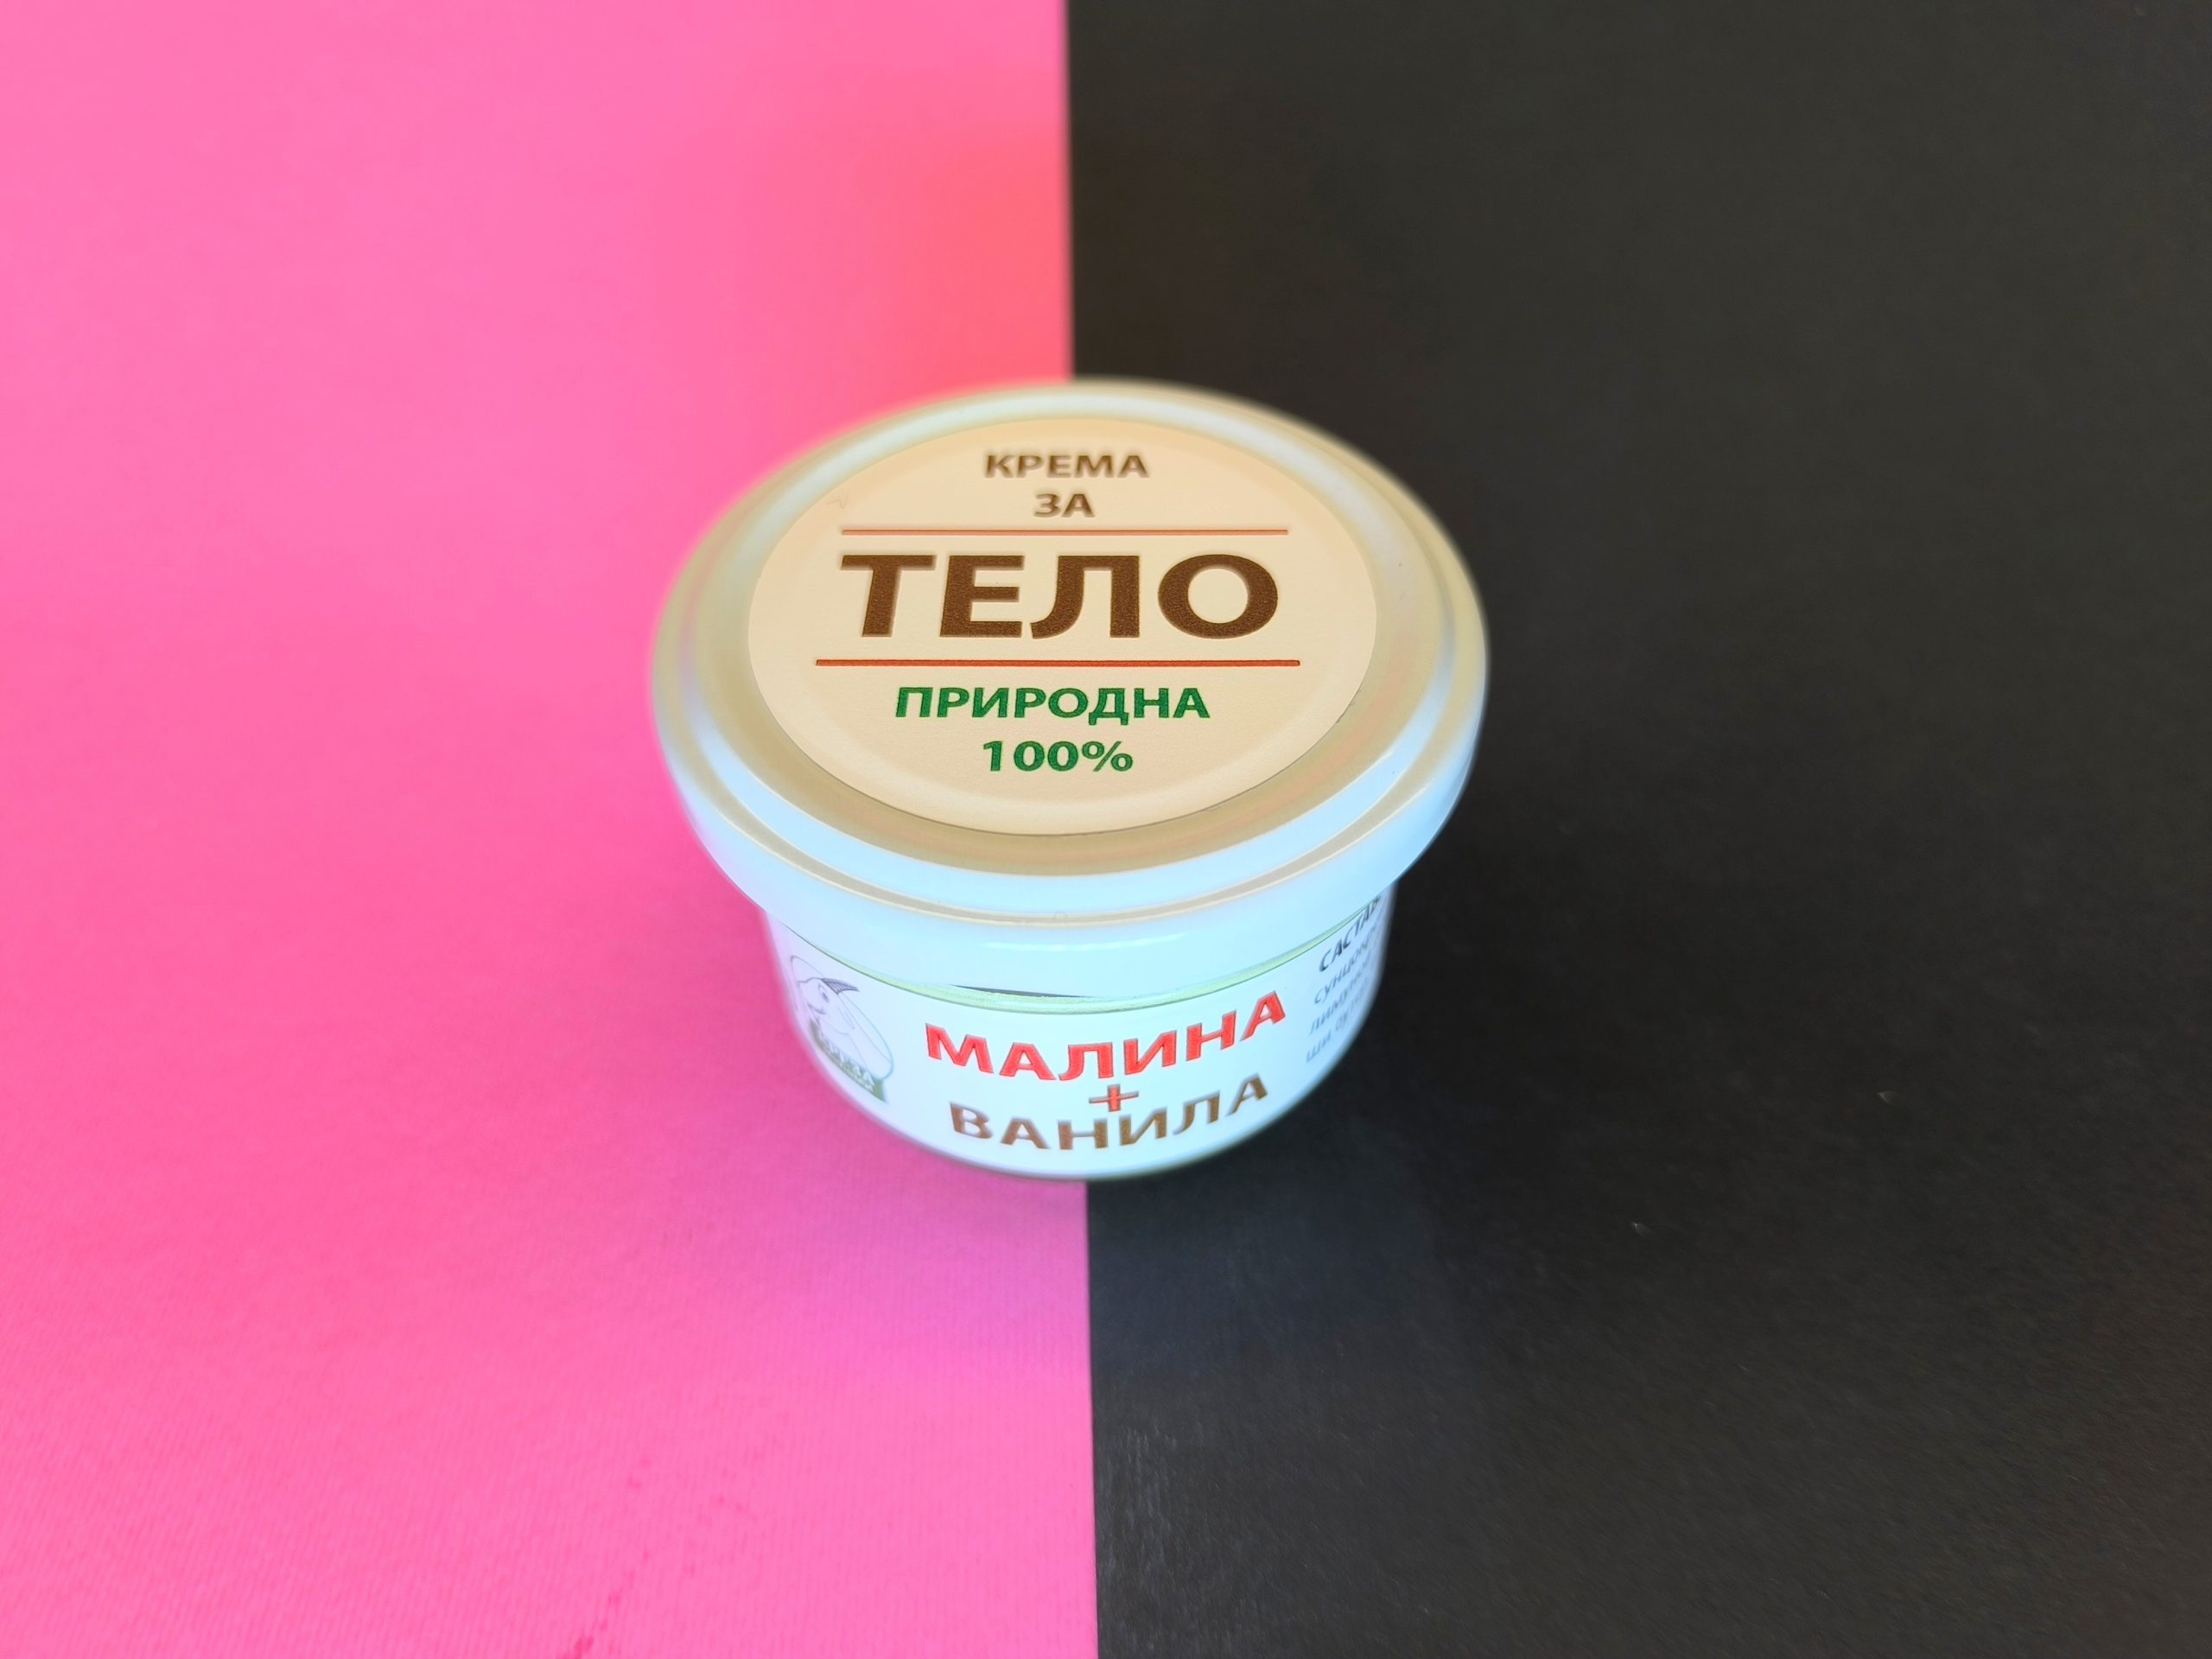 КРЕМА
ЗА
ТЕЛО
ПРИРОДНА
100%
МАЛИНА
+
ВАНИЛА